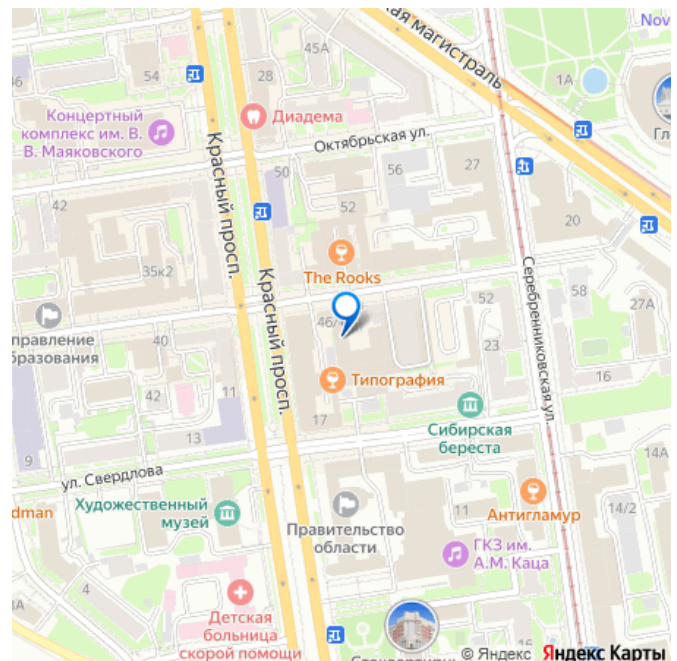 ая магистраль
Nov
45А
54
28
1А
Диадема
Концертный
комплекс им. В.
В. Маяковского
Октябрьская ул.
Гл
46
Красный просп.
50
56
27
42
52
20
The Rooks
35к2
Красный просп.
Серебренниковская ул.
58
27А
52
46/
правление
бразования
40
23
Типография
16
11
42
17
Сибирская
береста
13
9
ул. Свердлова
dman
Художественный
музей
Антигламур
14/2
Правительство
области
11
ГКЗ им.
А.М. Каца
4
3А
Детская
больница
скорой помощи
16
© Яндекс Яндекс Карты